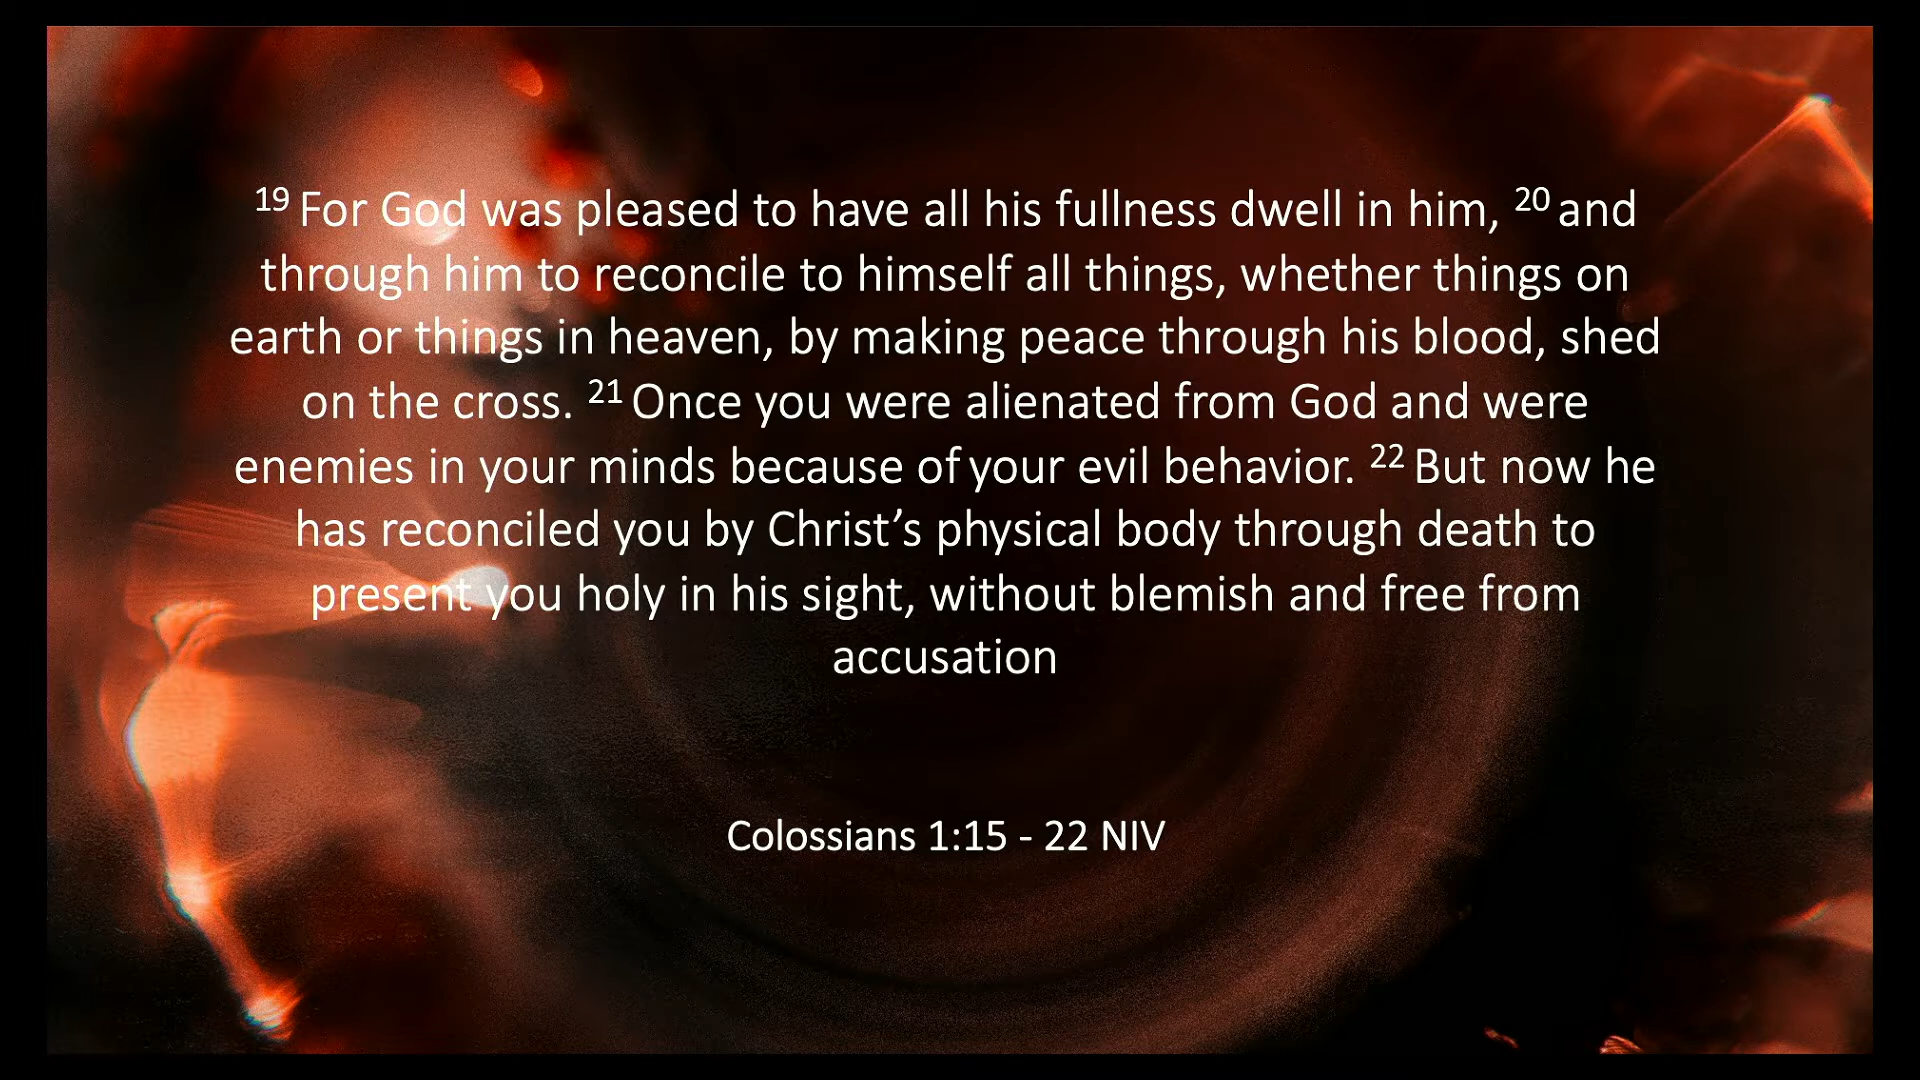 19 For God was pleased to have all his fullness dwell in him, 20 and
through him to reconcile to himself all things, whether things on
earth or things in heaven, by making peace through his blood, shed
on the cross. 21 Once you were alienated from God and were
enemies in your minds because of your evil behavior. 22 But now he
has reconciled you by Christ’s physical body through death to
present you holy in his sight, without blemish and free from
accusation
Colossians 1:15 - 22 NIV